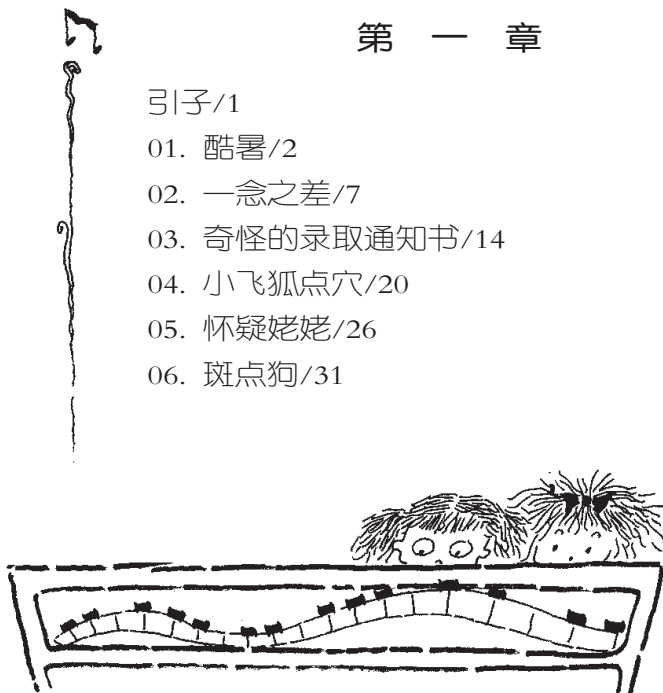 第一章
引子/1
01. 酷暑/2
02. 一念之差/7
03. 奇怪的录取通知书/14
04. 小飞狐点穴/20
05. 怀疑姥姥/26
06. 斑点狗/31